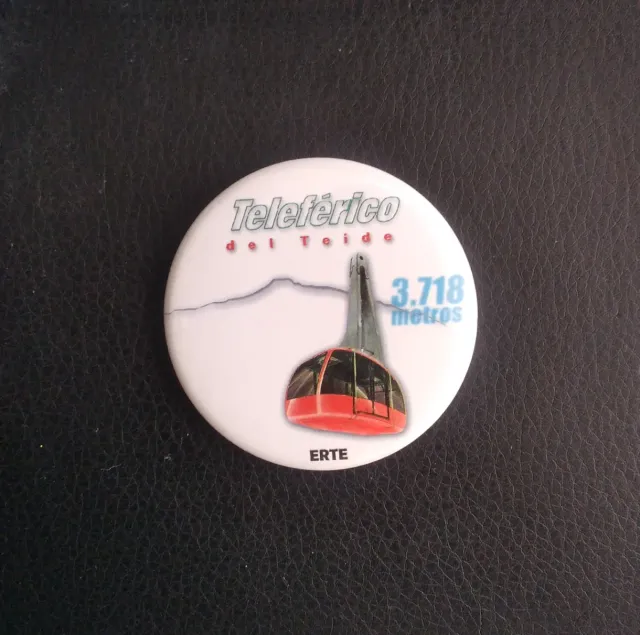 Teleférico
del Teide
3.718
metros
ERTE